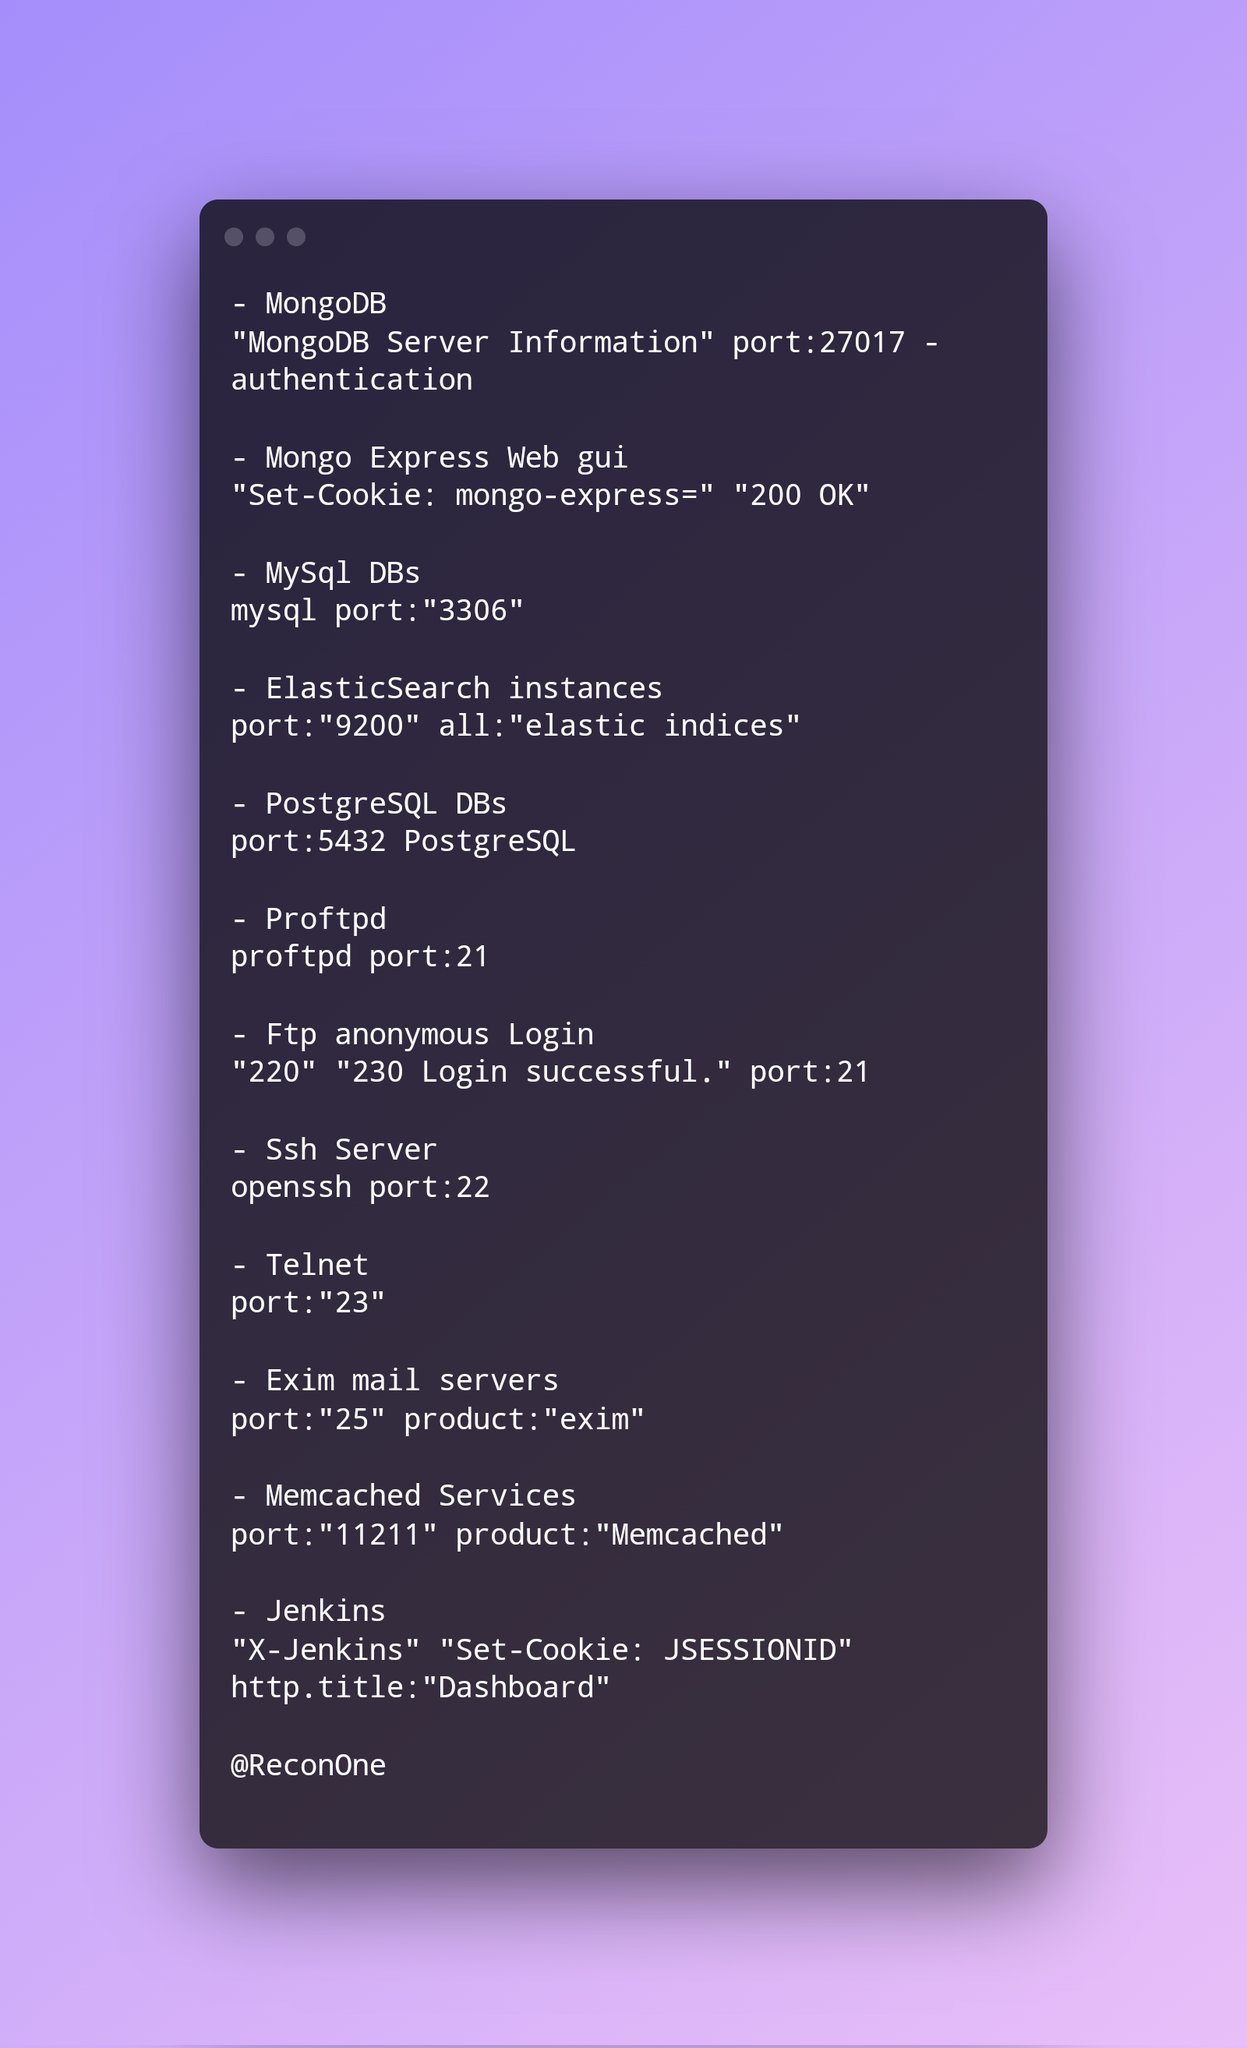 - MongoDB
"MongoDB Server Information" port:27017 -
authentication
- Mongo Express Web gui
"Set-Cookie: mongo-express=" "200 OK"
- MySql DBs
mysql port:"3306"
- ElasticSearch instances
port:"9200" all:"elastic indices"
- PostgreSQL DBs
port:5432 PostgreSQL
- Proftpd
proftpd port:21
- Ftp anonymous Login
"220" "230 Login successful." port:21
- Ssh Server
openssh port:22
- Telnet
port:"23"
- Exim mail servers
port:"25" product:"exim"
- Memcached Services
port:"11211" product:"Memcached"
- Jenkins
"X-Jenkins" "Set-Cookie: JSESSIONID"
http.title:"Dashboard"
@ReconOne